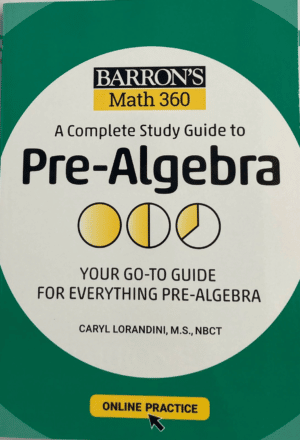 BARRON'S
Math 360
A Complete Study Guide to
Pre-Algebra
YOUR GO-TO GUIDE
FOR EVERYTHING PRE-ALGEBRA
CARYL LORANDINI, M.S., NBCT
ONLINE PRACTICE